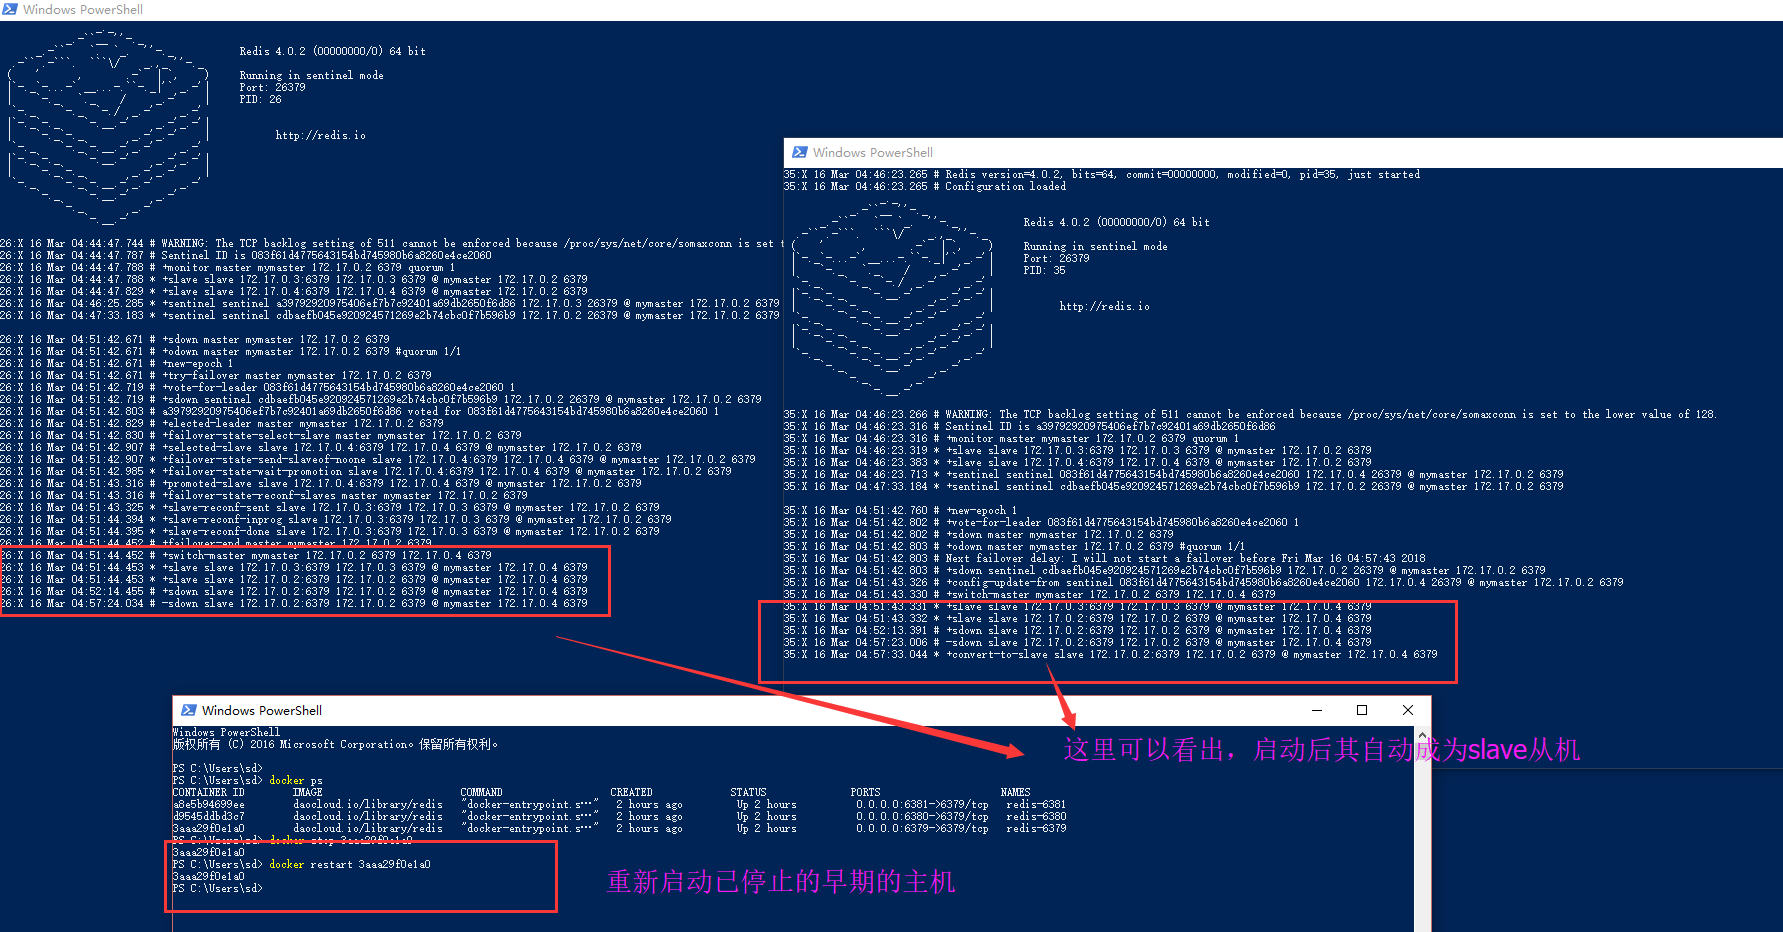 Windows PowerShell
Redis 4.0.2 (00000000/0) 64 bit
Running in sentinel mode
Port: 26379
PID: 26
http://redis.io
26:X 16 Mar 04:44:47.744 # WARNING: The TCP backlog setting of 511 cannot be enforced because /proc/sys/net/core/somaxconn is set t
26:X 16 Mar 04:44:47.787 # Sentinel ID is 083f61d4775643154bd745980b6a8260e4ce2060
26:X 16 Mar 04:44:47.788 # +monitor master mymaster 172.17.0.2 6379 quorum 1
26:X 16 Mar 04:44:47.788 * +slave slave 172.17.0.3:6379 172.17.0.3 6379 @ mymaster 172.17.0.2 6379
26:X 16 Mar 04:44:47.829 * +slave slave 172.17.0.4:6379 172.17.0.4 6379 @ mymaster 172.17.0.2 6379
26:X 16 Mar 04:46:25.285 * +sentinel sentinel a39792920975406ef7b7c92401a69db2650f6d86 172.17.0.3 26379 @ mymaster 172.17.0.2 6379
26:X 16 Mar 04:47:33.183 * +sentinel sentinel cdbaefb045e920924571269e2b74cbc0f7b596b9 172.17.0.2 26379 @ mymaster 172.17.0.2 6379
26:X 16 Mar 04:51:42.671 # +sdown master mymaster 172.17.0.2 6379
26:X 16 Mar 04:51:42.671 # +odown master mymaster 172.17.0.2 6379 #quorum 1/1
26:X 16 Mar 04:51:42.671 # +new-epoch 1
26:X 16 Mar 04:51:42.671 # +try-failover master mymaster 172.17.0.2 6379
26:X 16 Mar 04:51:42.719 # +vote-for-leader 083f61d4775643154bd745980b6a8260e4ce2060 1
26:X 16 Mar 04:51:42.719 # +sdown sentinel cdbaefb045e920924571269e2b74cbc0f7b596b9 172.17.0.2 26379 @ mymaster 172.17.0.2 6379
26:X 16 Mar 04:51:42.803 # a39792920975406ef7b7c92401a69db2650f6d86 voted for 083f61d4775643154bd745980b6a8260e4ce2060 1
26:X 16 Mar 04:51:42.829 # +elected-leader master mymaster 172.17.0.2 6379
26:X 16 Mar 04:51:42.830 # +failover-state-select-slave master mymaster 172.17.0.2 6379
26:X 16 Mar 04:51:42.907 # +selected-slave slave 172.17.0.4:6379 172.17.0.4 6379 @ mymaster 172.17.0.2 6379
26:X 16 Mar 04:51:42.907 * +failover-state-send-slaveof-noone slave 172.17.0.4:6379 172.17.0.4 6379 @ mymaster 172.17.0.2 6379
26:X 16 Mar 04:51:42.985 * +failover-state-wait-promotion slave 172.17.0.4:6379 172.17.0.4 6379 @ mymaster 172.17.0.2 6379
26:X 16 Mar 04:51:43.316 # +promoted-slave slave 172.17.0.4:6379 172.17.0.4 6379 @ mymaster 172.17.0.2 6379
26:X 16 Mar 04:51:43.316 # +failover-state-reconf-slaves master mymaster 172.17.0.2 6379
26:X 16 Mar 04:51:43.325 * +slave-reconf-sent slave 172.17.0.3:6379 172.17.0.3 6379 @ mymaster 172.17.0.2 6379
26:X 16 Mar 04:51:44.394 * +slave-reconf-inprog slave 172.17.0.3:6379 172.17.0.3 6379 @ mymaster 172.17.0.2 6379
26:X 16 Mar 04:51:44.395 * +slave-reconf-done slave 172.17.0.3:6379 172.17.0.3 6379 @ mymaster 172.17.0.2 6379
26:X 16 Mar 04:51:44.452 # +failover-end master mymaster 172.17.0.2 6379
26:X 16 Mar 04:51:44.452 # +switch-master mymaster 172.17.0.2 6379 172.17.0.4 6379
26:X 16 Mar 04:51:44.453 * +slave slave 172.17.0.3:6379 172.17.0.3 6379 @ mymaster 172.17.0.4 6379
26:X 16 Mar 04:51:44.453 * +slave slave 172.17.0.2:6379 172.17.0.2 6379 @ mymaster 172.17.0.4 6379
26:X 16 Mar 04:52:14.455 # +sdown slave 172.17.0.2:6379 172.17.0.2 6379 @ mymaster 172.17.0.4 6379
26:X 16 Mar 04:57:24.034 # -sdown slave 172.17.0.2:6379 172.17.0.2 6379 @ mymaster 172.17.0.4 6379
Windows PowerShell
35:X 16 Mar 04:46:23.265 # Redis version=4.0.2, bits=64, commit=00000000, modified=0, pid=35, just started
35:X 16 Mar 04:46:23.265 # Configuration loaded
Redis 4.0.2 (00000000/0) 64 bit
Running in sentinel mode
Port: 26379
PID: 35
http://redis.io
35:X 16 Mar 04:46:23.266 # WARNING: The TCP backlog setting of 511 cannot be enforced because /proc/sys/net/core/somaxconn is set to the lower value of 128.
35:X 16 Mar 04:46:23.316 # Sentinel ID is a39792920975406ef7b7c92401a69db2650f6d86
35:X 16 Mar 04:46:23.316 # +monitor master mymaster 172.17.0.2 6379 quorum 1
35:X 16 Mar 04:46:23.319 * +slave slave 172.17.0.3:6379 172.17.0.3 6379 @ mymaster 172.17.0.2 6379
35:X 16 Mar 04:46:23.383 * +slave slave 172.17.0.4:6379 172.17.0.4 6379 @ mymaster 172.17.0.2 6379
35:X 16 Mar 04:46:23.713 * +sentinel sentinel 083f61d4775643154bd745980b6a8260e4ce2060 172.17.0.4 26379 @ mymaster 172.17.0.2 6379
35:X 16 Mar 04:47:33.184 * +sentinel sentinel cdbaefb045e920924571269e2b74cbc0f7b596b9 172.17.0.2 26379 @ mymaster 172.17.0.2 6379
35:X 16 Mar 04:51:42.760 # +new-epoch 1
35:X 16 Mar 04:51:42.802 # +vote-for-leader 083f61d4775643154bd745980b6a8260e4ce2060 1
35:X 16 Mar 04:51:42.802 # +sdown master mymaster 172.17.0.2 6379
35:X 16 Mar 04:51:42.803 # +odown master mymaster 172.17.0.2 6379 #quorum 1/1
35:X 16 Mar 04:51:42.803 # Next failover delay: I will not start a failover before Fri Mar 16 04:57:43 2018
35:X 16 Mar 04:51:42.803 # +sdown sentinel cdbaefb045e920924571269e2b74cbc0f7b596b9 172.17.0.2 26379 @ mymaster 172.17.0.2 6379
35:X 16 Mar 04:51:43.326 # +config-update-from sentinel 083f61d4775643154bd745980b6a8260e4ce2060 172.17.0.4 26379 @ mymaster 172.17.0.2 6379
35:X 16 Mar 04:51:43.330 # +switch-master mymaster 172.17.0.2 6379 172.17.0.4 6379
35:X 16 Mar 04:51:43.331 * +slave slave 172.17.0.3:6379 172.17.0.3 6379 @ mymaster 172.17.0.4 6379
35:X 16 Mar 04:51:43.332 * +slave slave 172.17.0.2:6379 172.17.0.2 6379 @ mymaster 172.17.0.4 6379
35:X 16 Mar 04:52:13.391 # +sdown slave 172.17.0.2:6379 172.17.0.2 6379 @ mymaster 172.17.0.4 6379
35:X 16 Mar 04:57:23.006 # -sdown slave 172.17.0.2:6379 172.17.0.2 6379 @ mymaster 172.17.0.4 6379
35:X 16 Mar 04:57:33.044 * +convert-to-slave slave 172.17.0.2:6379 172.17.0.2 6379 @ mymaster 172.17.0.4 6379
Windows PowerShell
Windows PowerShell
版权所有 (C) 2016 Microsoft Corporation。保留所有权利。
这里可以看出，启动后其自动成为slave从机
PS C:\Users\sd>
PS C:\Users\sd> docker ps
CONTAINER ID IMAGE COMMAND CREATED STATUS PORTS NAMES
a8e5b94699ee daocloud.io/library/redis "docker-entrypoint.s…" 2 hours ago Up 2 hours 0.0.0.0:6381->6379/tcp redis-6381
d9545ddbd3c7 daocloud.io/library/redis "docker-entrypoint.s…" 2 hours ago Up 2 hours 0.0.0.0:6380->6379/tcp redis-6380
3aaa29f0e1a0 daocloud.io/library/redis "docker-entrypoint.s…" 2 hours ago Up 2 hours 0.0.0.0:6379->6379/tcp redis-6379
PS C:\Users\sd> docker stop 3aaa29f0e1a0
3aaa29f0e1a0
PS C:\Users\sd> docker restart 3aaa29f0e1a0
3aaa29f0e1a0
PS C:\Users\sd>
重新启动已停止的早期的主机